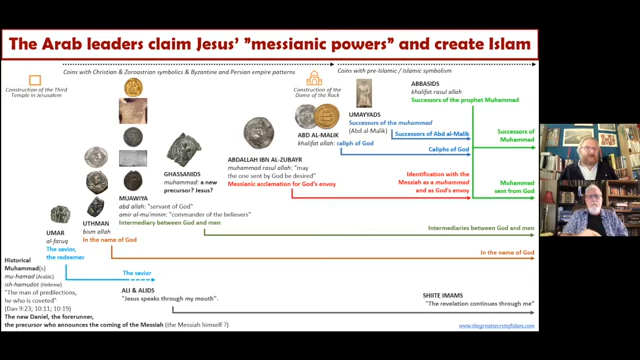 The Arab leaders claim Jesus' "messianic powers" and create Islam
Coins with Christian & Zoroastrian symbolics & Byzantine and Persian empire patterns
Coins with pre-Islamic / Islamic symbolism
Construction of the Third
Temple in Jerusalem
Construction of the
Dome of the Rock
ABBASIDS
khalifat rasul allah
Successors of the prophet Muhammad
UMAYYADS
Successors of the muhammad
(Abd al-Malik)
Successors of Abd al-Malik
Successors of
Muhammad
ABD AL-MALIK
khalifat allah: caliph of God
Caliphs of God
GHASSANIDS
muhammad: a new
precursor? Jesus?
ABDALLAH IBN AL-ZUBAYR
muhammad rasul allah: "may
the one sent by God be desired"
Messianic acclamation for God's envoy
Identification with the
Messiah as a muhammad
and as God's envoy
Muhammad
sent from God
MUAWIYA
abd allah: "servant of God"
amir al-mu'minin: "commander of the believers"
Intermediary between God and men
Intermediaries between God and men
UTHMAN
bism allah
In the name of God
In the name of God
UMAR
al-faruq
The savior,
the redeemer
The savior
Historical
Muhammad(s)
mu-hamad (Arabic)
ish-hamudot (Hebrew)
"The man of predilections,
he who is coveted"
(Dan 9:23; 10:11; 10:19)
The new Daniel, the forerunner,
the precursor who announces the coming of the Messiah (the Messiah himself ?)
ALI & ALIDS
"Jesus speaks through my mouth".
SHIITE IMAMS
"The revelation continues through me"
www.thegreatsecretofislam.com